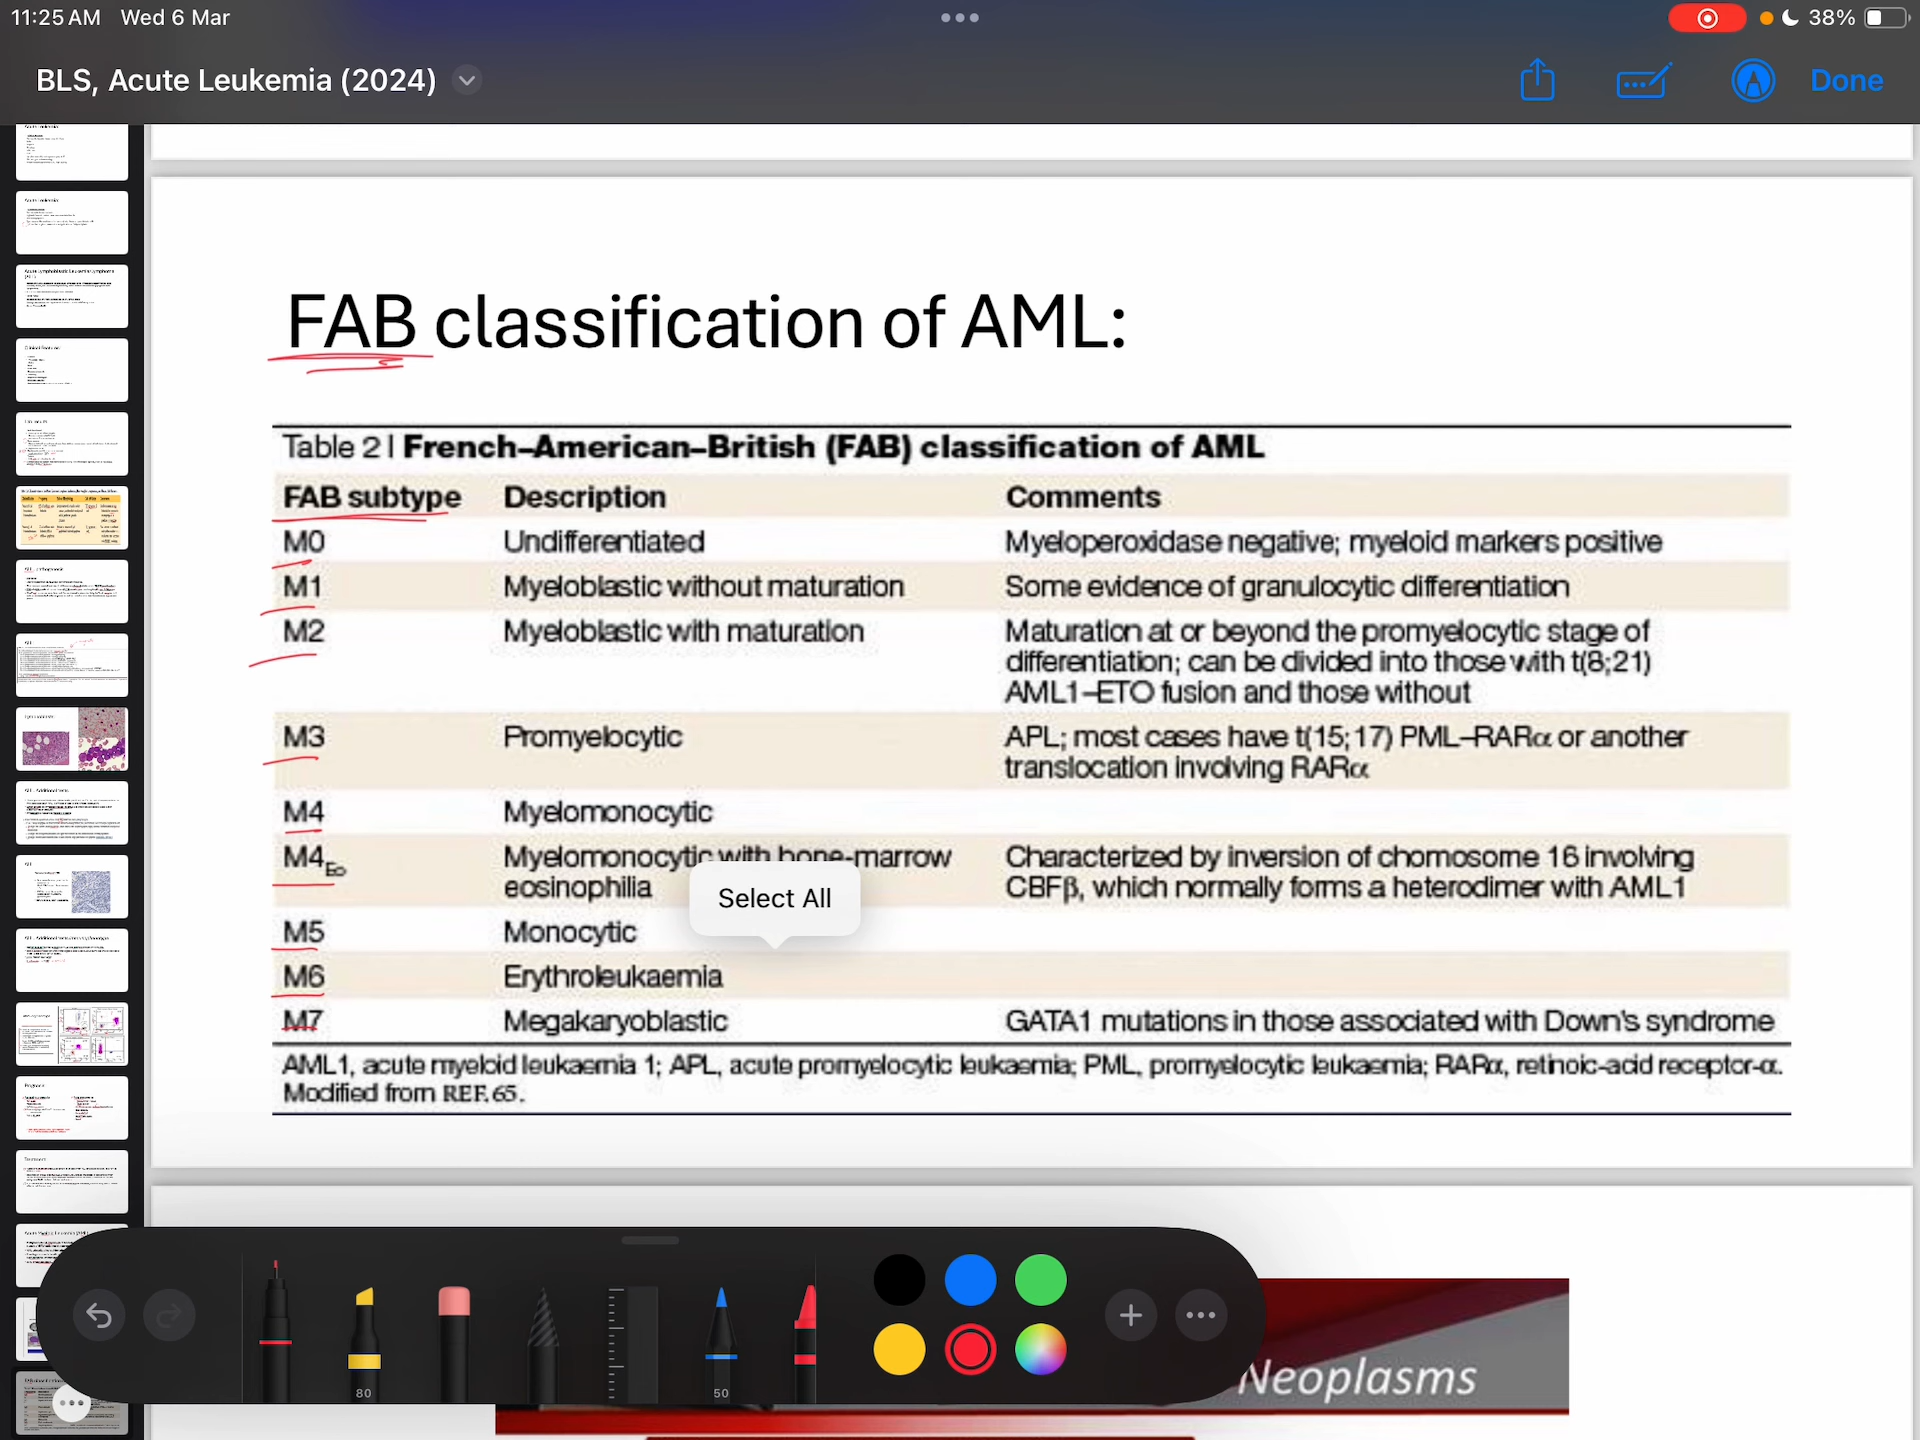 11:25 AM Wed 6 Mar
38%
BLS, Acute Leukemia (2024)
Done
FAB classification of AML:
Table 2 | French–American–British (FAB) classification of AML
FAB subtype Description Comments
M0 Undifferentiated Myeloperoxidase negative; myeloid markers positive
M1 Myeloblastic without maturation Some evidence of granulocytic differentiation
M2 Myeloblastic with maturation Maturation at or beyond the promyelocytic stage of
differentiation; can be divided into those with t(8;21)
AML1–ETO fusion and those without
M3 Promyelocytic APL; most cases have t(15;17) PML–RARα or another
translocation involving RARα
M4 Myelomonocytic
M4Eo Myelomonocytic with bone-marrow Characterized by inversion of chomosome 16 involving
eosinophilia CBFβ, which normally forms a heterodimer with AML1
Select All
M5 Monocytic
M6 Erythroleukaemia
M7 Megakaryoblastic GATA1 mutations in those associated with Down's syndrome
AML1, acute myeloid leukaemia 1; APL, acute promyelocytic leukaemia; PML, promyelocytic leukaemia; RARα, retinoic-acid receptor-α.
Modified from REF. 65.
80
50
Neoplasms